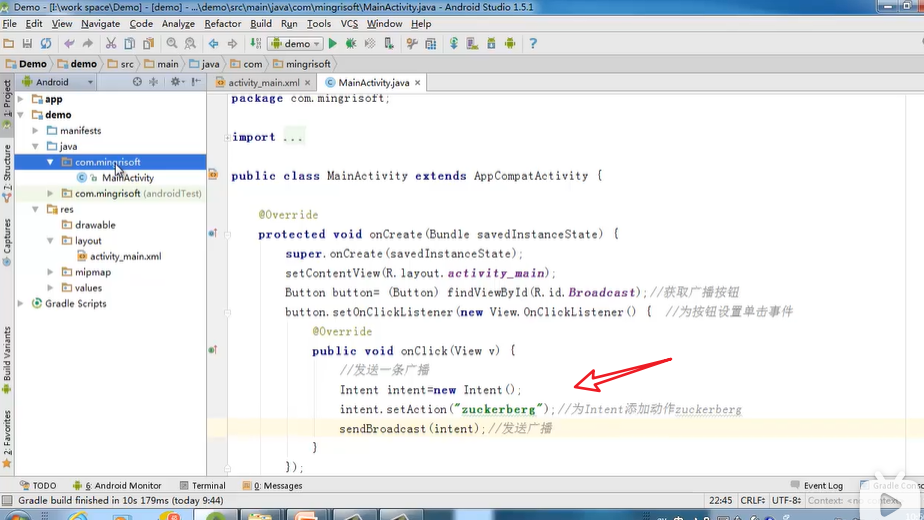 Demo - [I:\work space\Demo] - [demo] - ...\demo\src\main\java\com\mingrisoft\MainActivity.java - Android Studio 1.5.1
File Edit View Navigate Code Analyze Refactor Build Run Tools VCS Window Help
demo
Demo demo src main java com mingrisoft
Android
activity_main.xml MainActivity.java
1: Project
7: Structure
Captures
Build Variants
2: Favorites
app
demo
manifests
java
com.mingrisoft
MainActivity
com.mingrisoft (androidTest)
res
drawable
layout
activity_main.xml
mipmap
values
Gradle Scripts
package com.mingrisoft;
import ...
public class MainActivity extends AppCompatActivity {
@Override
protected void onCreate(Bundle savedInstanceState) {
super.onCreate(savedInstanceState);
setContentView(R.layout.activity_main);
Button button= (Button) findViewById(R.id.Broadcast);//获取广播按钮
button.setOnClickListener(new View.OnClickListener() { //为按钮设置单击事件
@Override
public void onClick(View v) {
//发送一条广播
Intent intent=new Intent();
intent.setAction("zuckerberg");//为Intent添加动作zuckerberg
sendBroadcast(intent);//发送广播
}
});
TODO 6: Android Monitor Terminal 0: Messages Event Log Gradle Conso
Gradle build finished in 10s 179ms (today 9:44) 22:45 CRLF÷ UTF-8÷ Context: <no context>